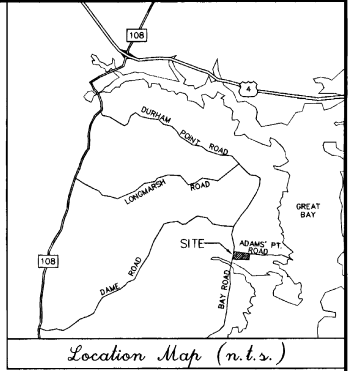 108
4
DURHAM POINT ROAD
LONGMARSH ROAD
GREAT
BAY
SITE
ADAMS' PT.
ROAD
DAME ROAD
BAY ROAD
108
Location Map (n.t.s.)